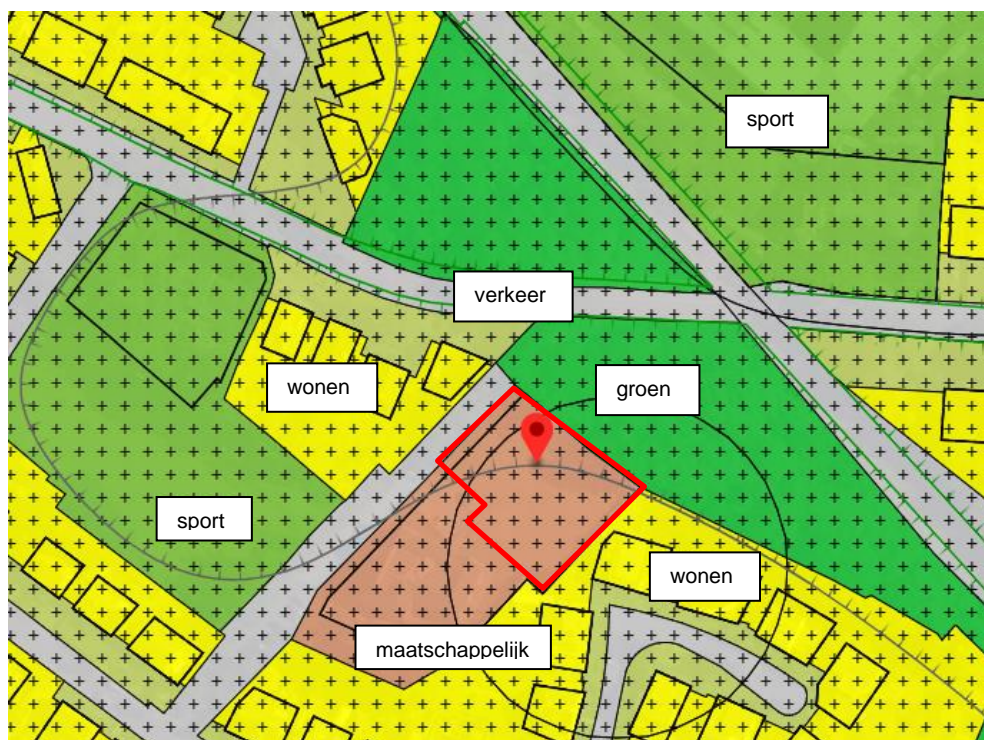 sport
verkeer
wonen
groen
sport
wonen
maatschappelijk